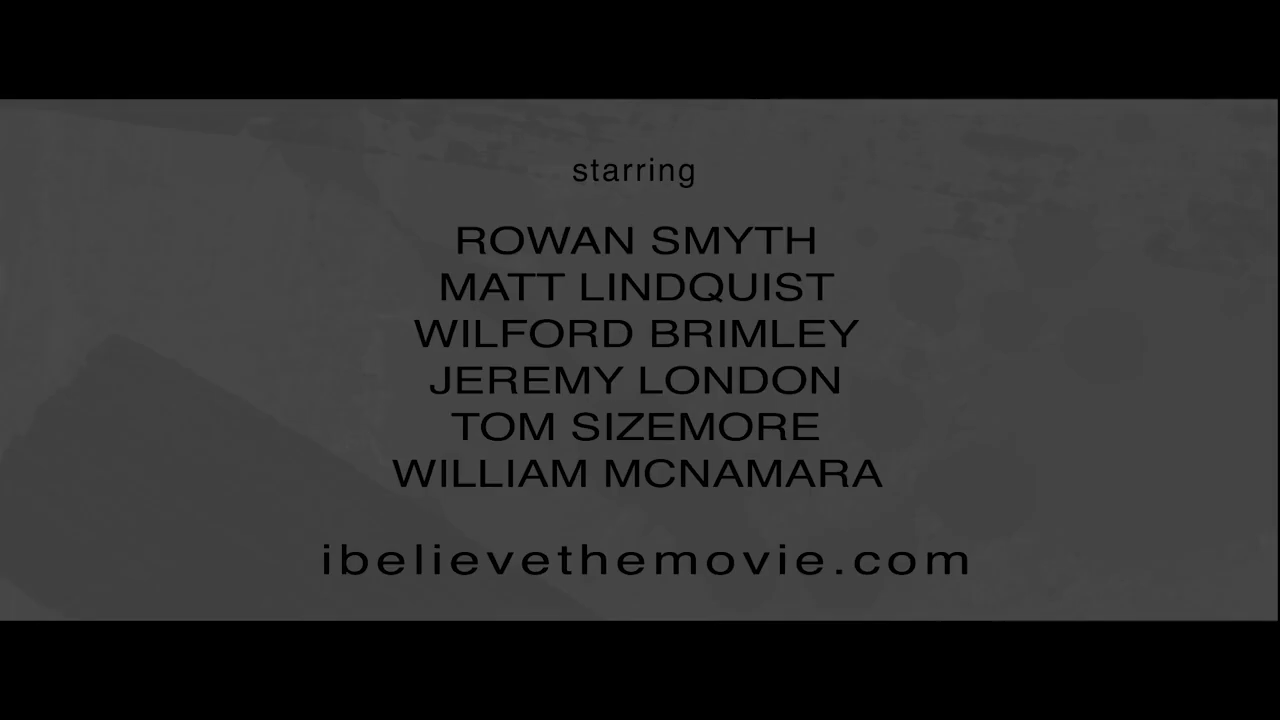 starring
ROWAN SMYTH
MATT LINDQUIST
WILFORD BRIMLEY
JEREMY LONDON
TOM SIZEMORE
WILLIAM MCNAMARA
ibelievethemovie.com